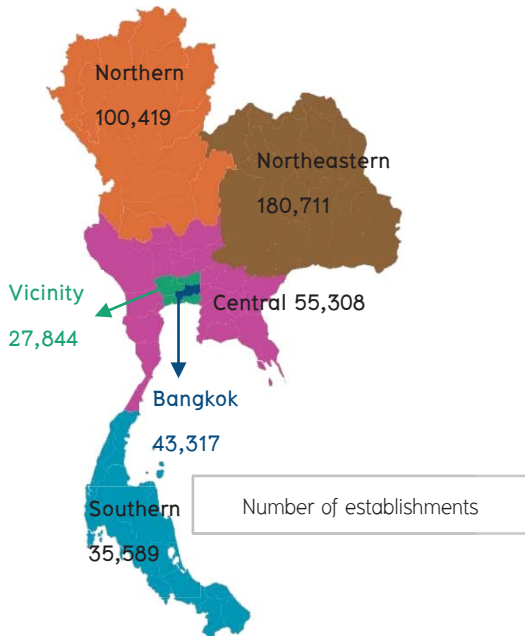 Northern
100,419
Northeastern
180,711
Vicinity
27,844
Central 55,308
Bangkok
43,317
Number of establishments
Southern
35,589